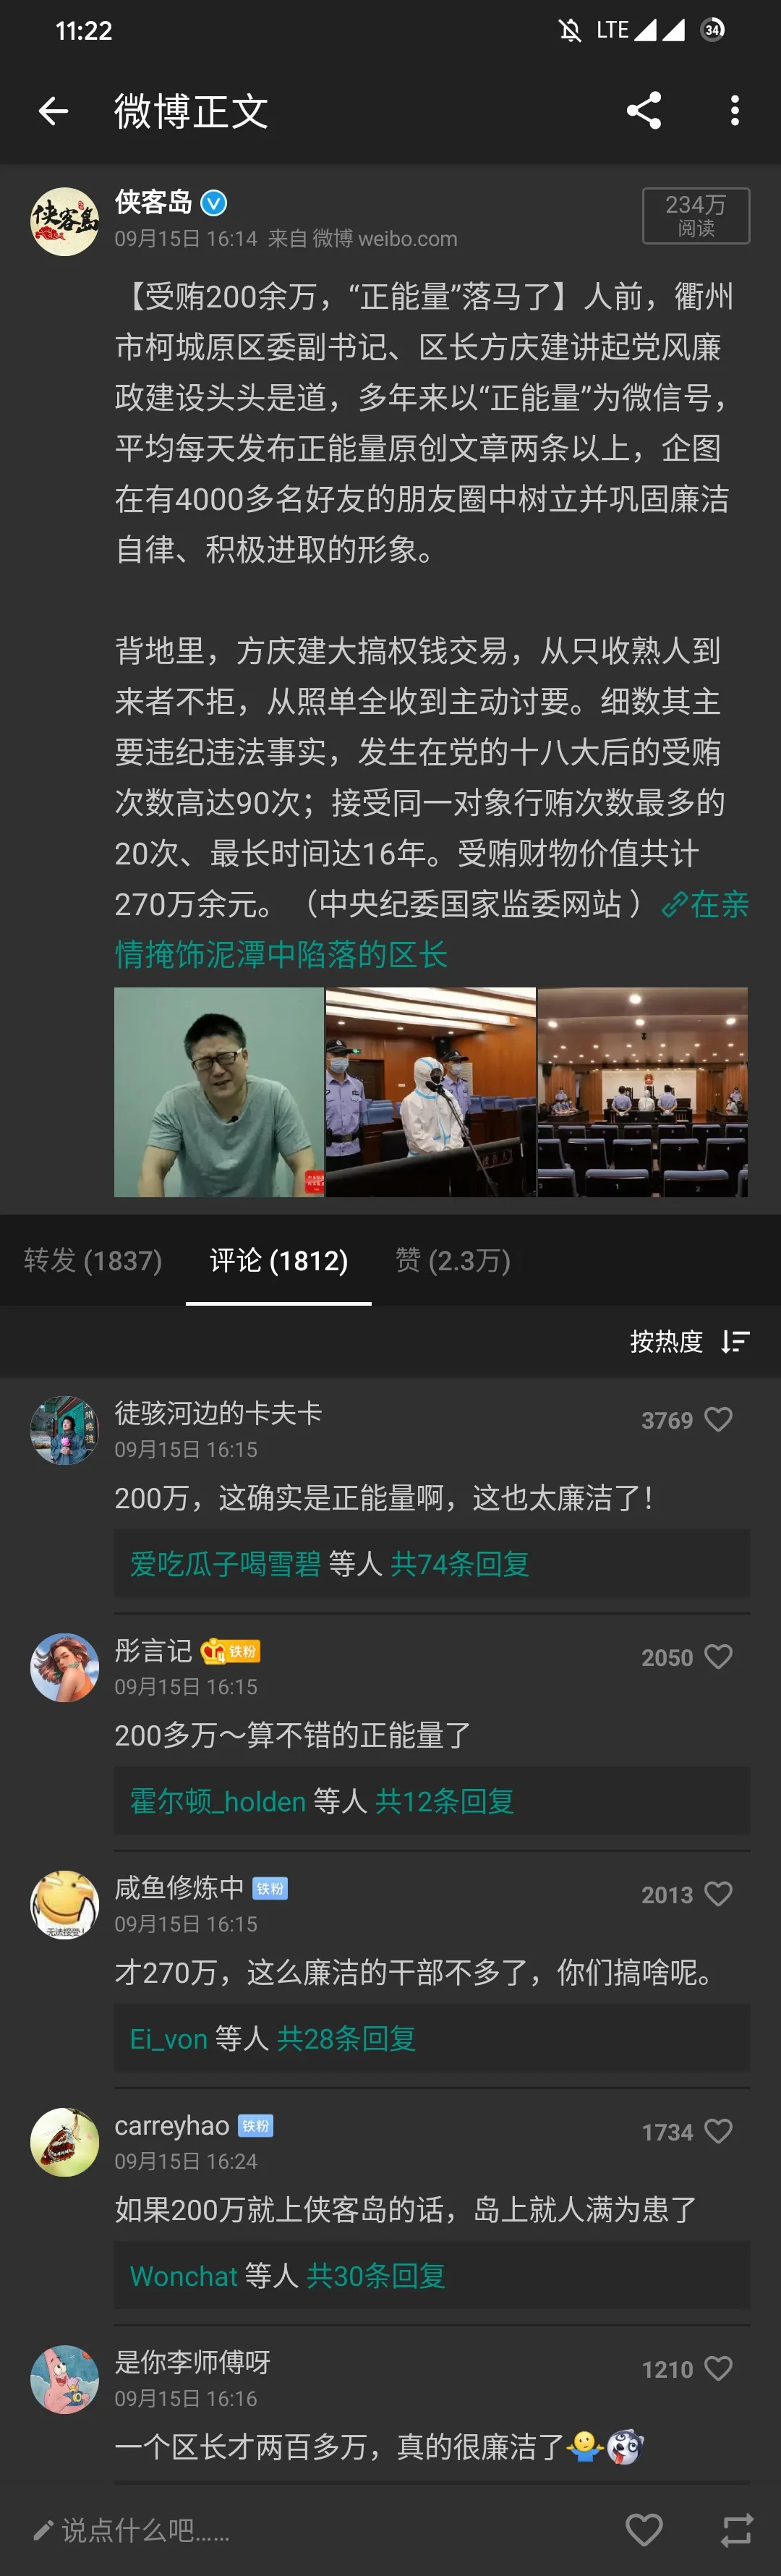 11:22
LTE
34
微博正文
侠客岛
侠客岛
234万
阅读
09月15日 16:14 来自 微博 weibo.com
【受贿200余万，“正能量”落马了】人前，衢州
市柯城原区委副书记、区长方庆建讲起党风廉
政建设头头是道，多年来以“正能量”为微信号，
平均每天发布正能量原创文章两条以上，企图
在有4000多名好友的朋友圈中树立并巩固廉洁
自律、积极进取的形象。
背地里，方庆建大搞权钱交易，从只收熟人到
来者不拒，从照单全收到主动讨要。细数其主
要违纪违法事实，发生在党的十八大后的受贿
次数高达90次；接受同一对象行贿次数最多的
20次、最长时间达16年。受贿财物价值共计
270万余元。（中央纪委国家监委网站 ）在亲
情掩饰泥潭中陷落的区长
转发 (1837)
评论 (1812)
赞 (2.3万)
按热度
徒骇河边的卡夫卡
3769
09月15日 16:15
200万，这确实是正能量啊，这也太廉洁了！
爱吃瓜子喝雪碧 等人 共74条回复
彤言记 铁粉
2050
09月15日 16:15
200多万～算不错的正能量了
霍尔顿_holden 等人 共12条回复
咸鱼修炼中 铁粉
2013
无法接受！
09月15日 16:15
才270万，这么廉洁的干部不多了，你们搞啥呢。
Ei_von 等人 共28条回复
carreyhao 铁粉
1734
09月15日 16:24
如果200万就上侠客岛的话，岛上就人满为患了
Wonchat 等人 共30条回复
是你李师傅呀
1210
09月15日 16:16
一个区长才两百多万，真的很廉洁了🤷
说点什么吧......